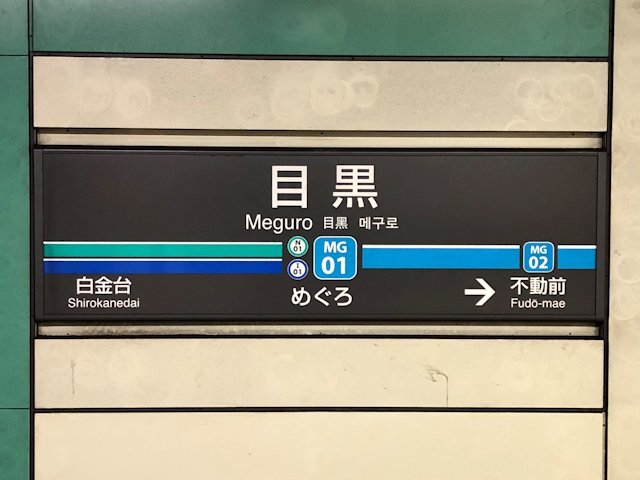 目黒
Meguro 目黒 메구로
N 01
I 01
MG 01
MG 02
白金台
Shirokanedai
めぐろ
→
不動前
Fudō-mae